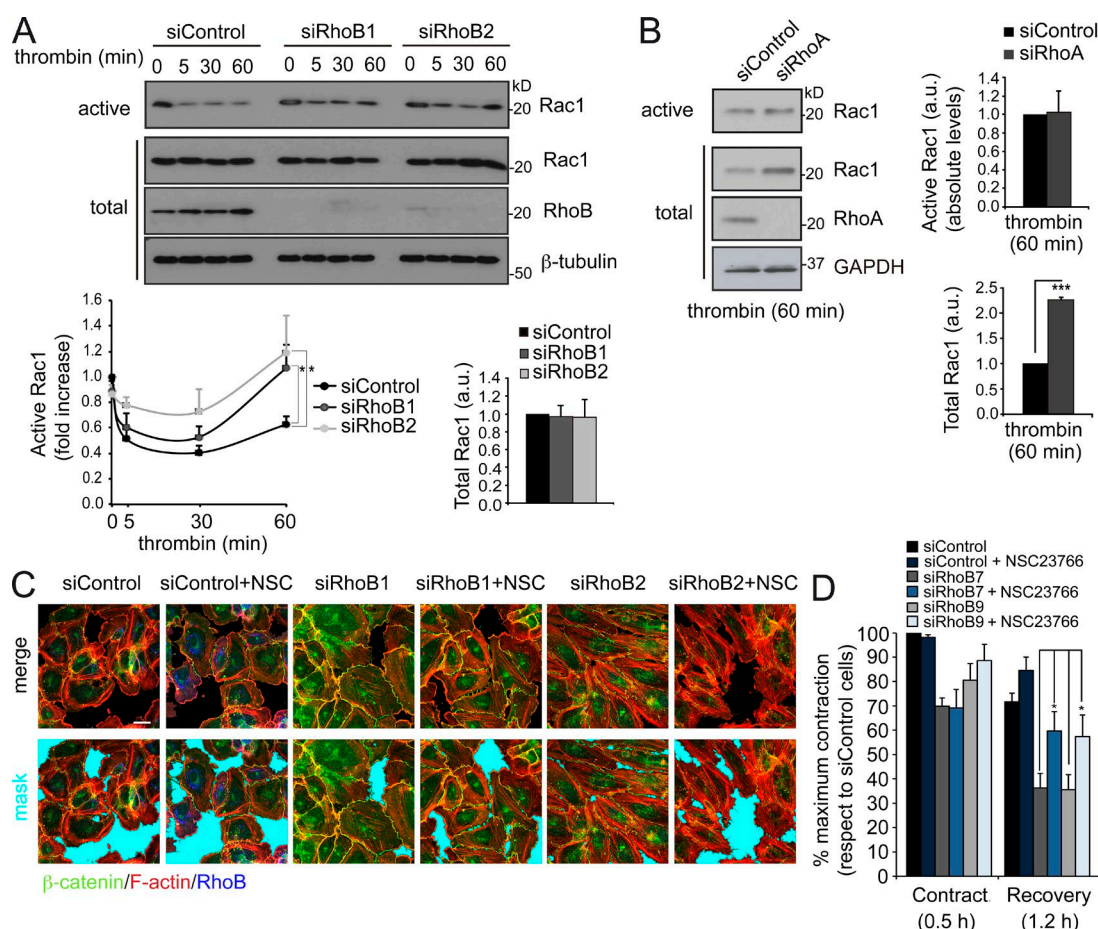 A
siControl siRhoB1 siRhoB2
thrombin (min)
0 5 30 60 0 5 30 60 0 5 30 60
kD
active
-20 Rac1
total
-20 Rac1
-20 RhoB
-50 β-tubulin
Active Rac1
(fold increase)
1.6
1.4
1.2
1.0
0.8
0.6
0.4
0.2
0.0
0 5 30 60
thrombin (min)
**
siControl
siRhoB1
siRhoB2
siControl
siRhoB1
siRhoB2
Total Rac1 (a.u.)
1.4
1.2
1.0
0.8
0.6
0.4
0.2
0.0
B
siControl
siRhoA
kD
active
-20 Rac1
total
-20 Rac1
-20 RhoA
-37 GAPDH
thrombin (60 min)
siControl
siRhoA
Active Rac1 (a.u.)
(absolute levels)
1.4
1.2
1.0
0.8
0.6
0.4
0.2
0.0
thrombin
(60 min)
Total Rac1 (a.u.)
2.5
2.0
1.5
1.0
0.5
0.0
***
thrombin
(60 min)
C
siControl siControl+NSC siRhoB1 siRhoB1+NSC siRhoB2 siRhoB2+NSC
merge
mask
β-catenin/F-actin/RhoB
D
siControl
siControl + NSC23766
siRhoB7
siRhoB7 + NSC23766
siRhoB9
siRhoB9 + NSC23766
% maximum contraction
(respect to siControl cells)
100
90
80
70
60
50
40
30
20
10
0
*
*
Contract. Recovery
(0.5 h) (1.2 h)